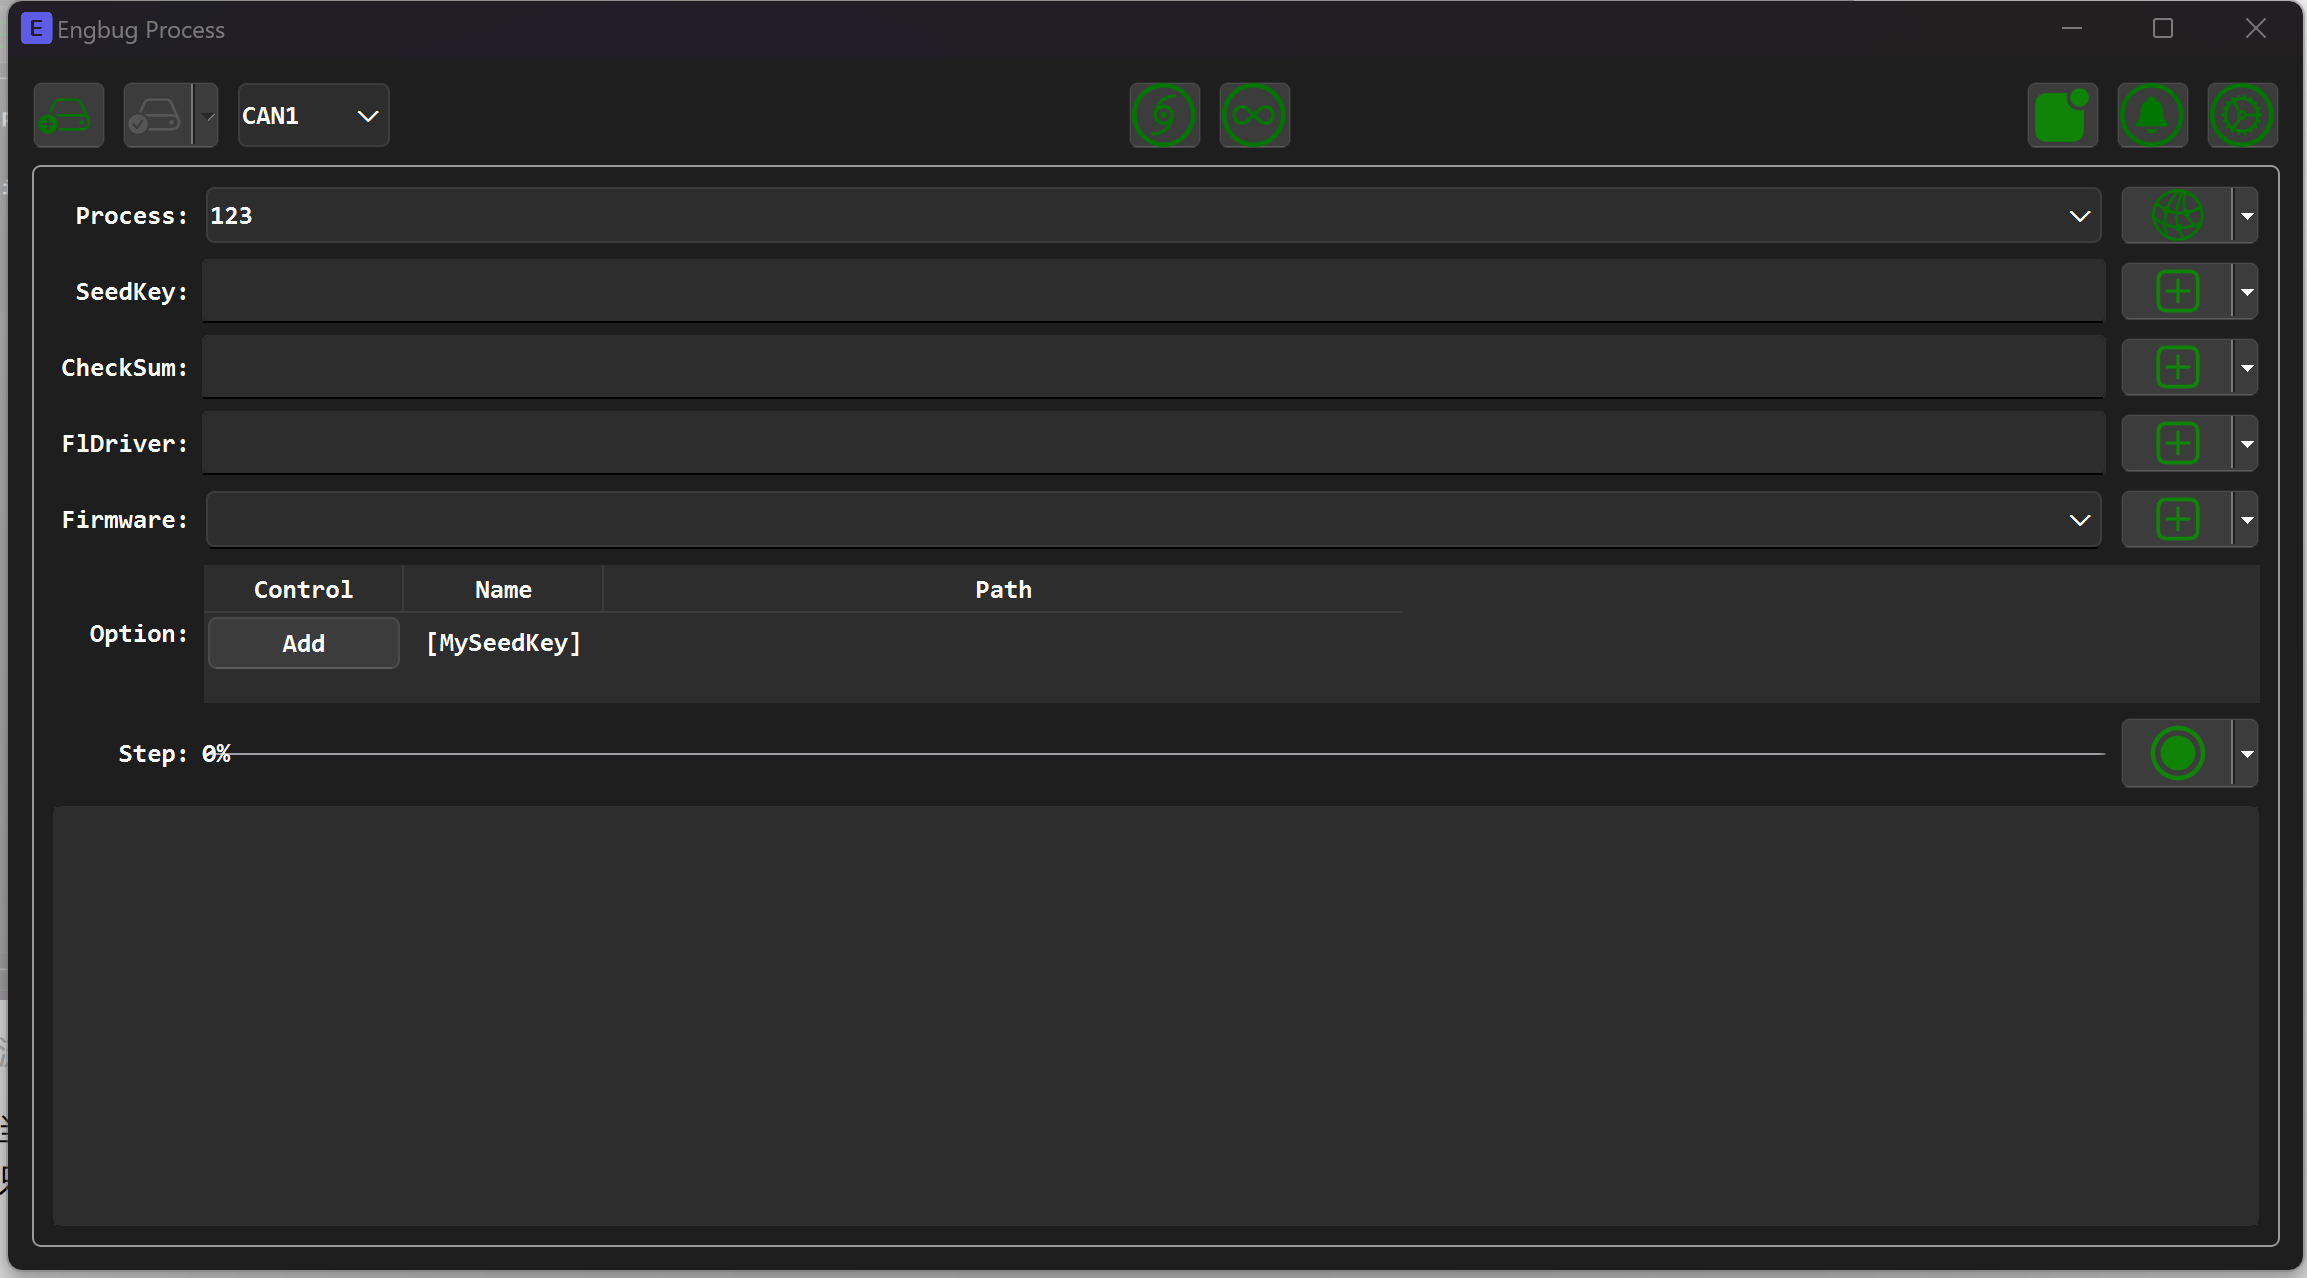 E Engbug Process
CAN1
Process: 123
SeedKey:
CheckSum:
FlDriver:
Firmware:
Control Name Path
Option:
Add [MySeedKey]
Step: 0%